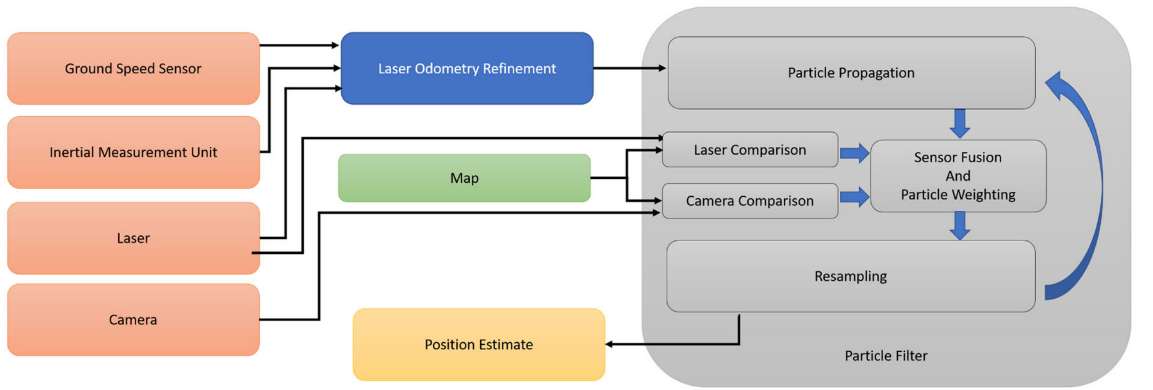 Ground Speed Sensor
Inertial Measurement Unit
Laser
Camera
Laser Odometry Refinement
Map
Position Estimate
Particle Propagation
Laser Comparison
Camera Comparison
Sensor Fusion
And
Particle Weighting
Resampling
Particle Filter